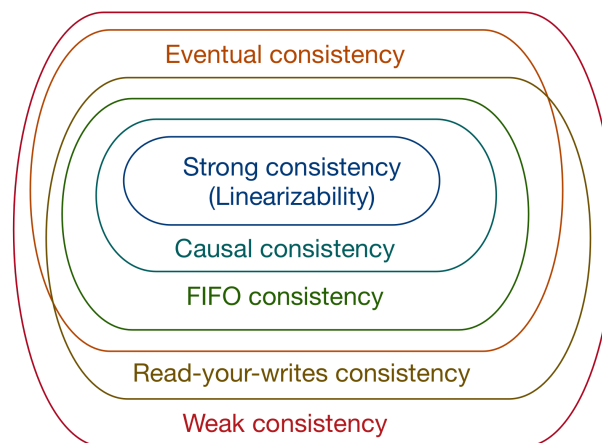 Eventual consistency
Strong consistency
(Linearizability)
Causal consistency
FIFO consistency
Read-your-writes consistency
Weak consistency